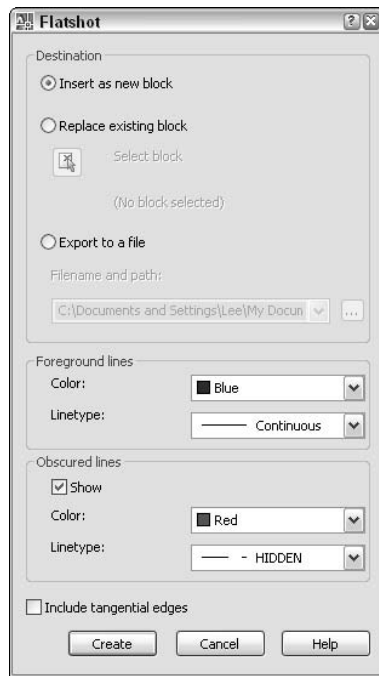 Flatshot
Destination
Insert as new block
Replace existing block
Select block
(No block selected)
Export to a file
Filename and path:
C:\Documents and Settings\Lee\My Docun
...
Foreground lines
Color:
Blue
Linetype:
Continuous
Obscured lines
Show
Color:
Red
Linetype:
HIDDEN
Include tangential edges
Create
Cancel
Help